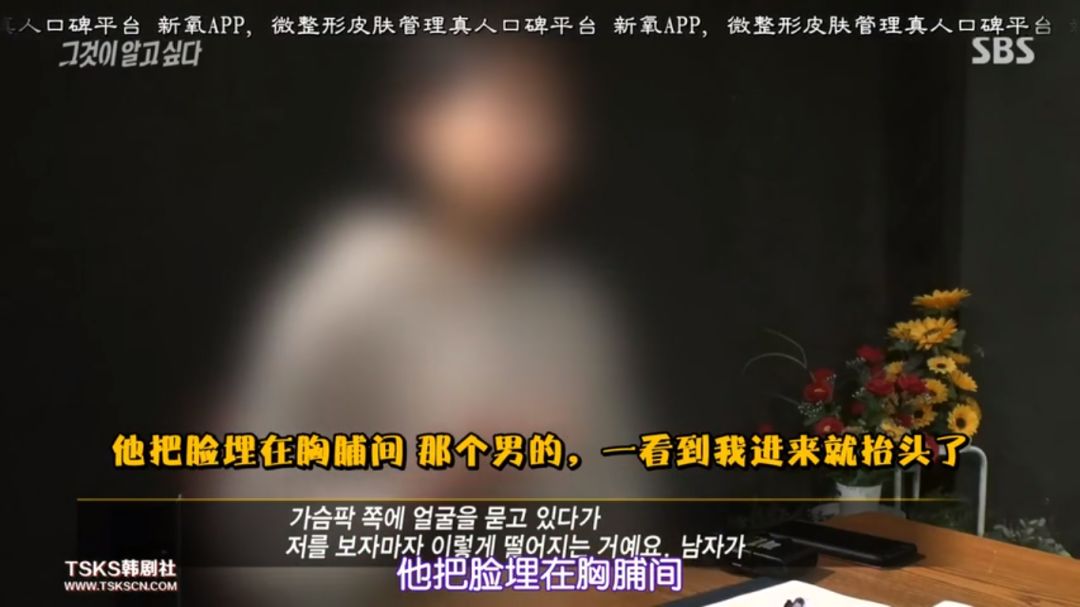 真人口碑平台 新氧APP，微整形皮肤管理真人口碑平台 新氧APP，微整形皮肤管理真人口碑平台
그것이 알고 싶다
SBS
他把脸埋在胸脯间 那个男的，一看到我进来就抬头了
가슴팍 쪽에 얼굴을 묻고 있다가
저를 보자마자 이렇게 떨어지는 거예요. 남자가
TSKS韩剧社
WWW.TSKSCN.COM
他把脸埋在胸脯间